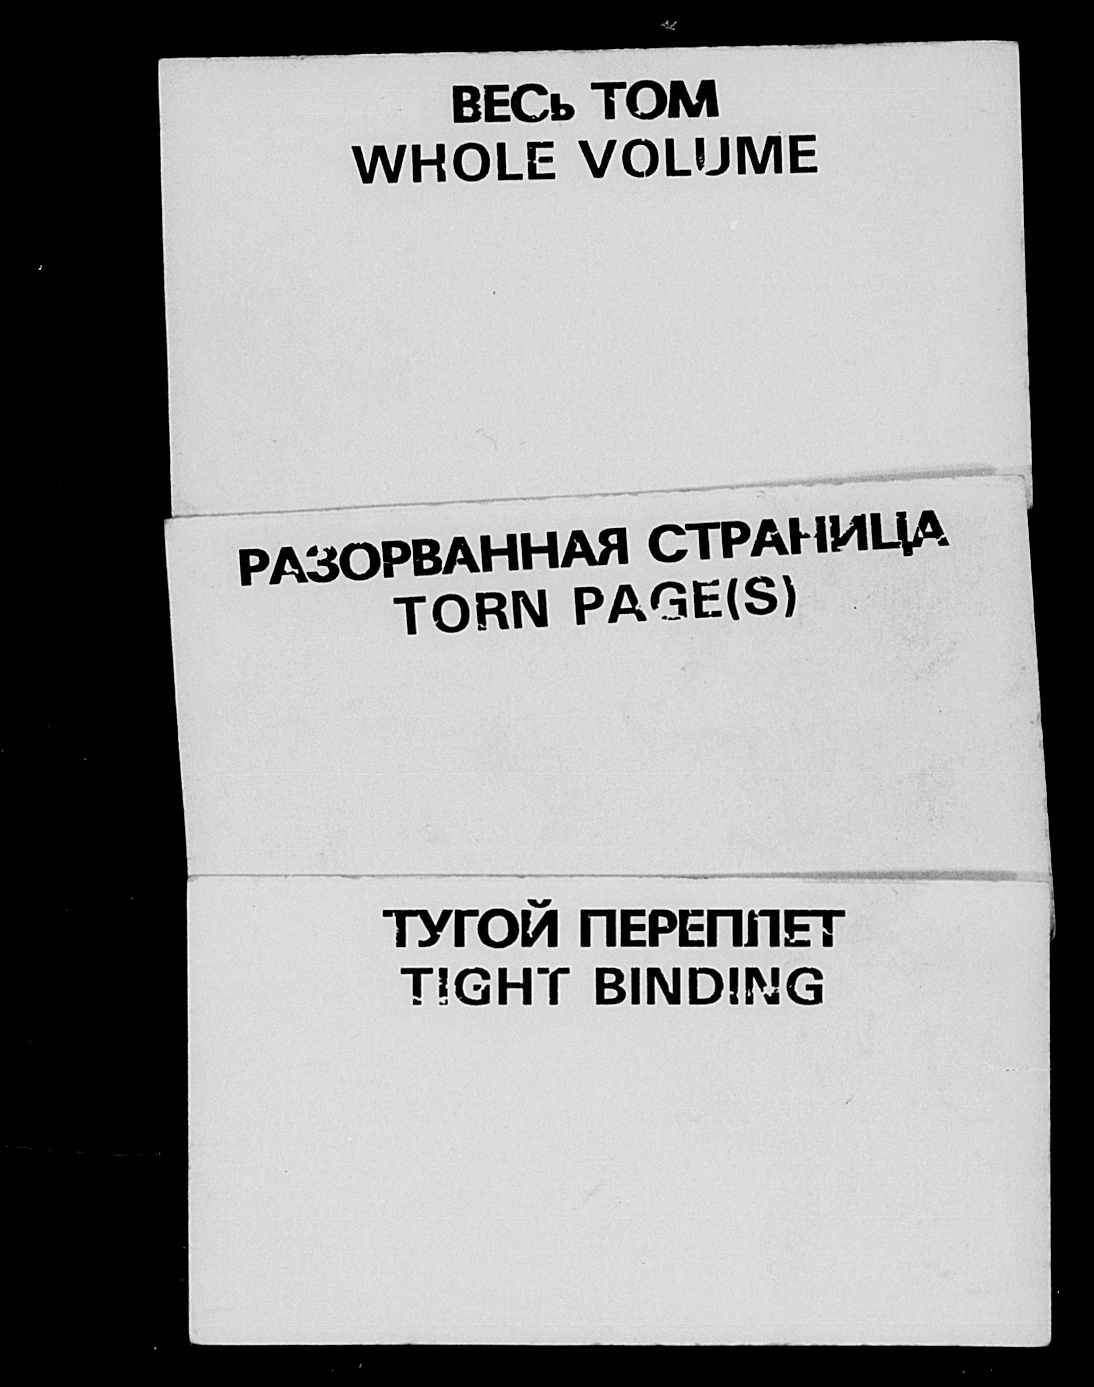 ВЕСЬ ТОМ
WHOLE VOLUME
РАЗОРВАННАЯ СТРАНИЦА
TORN PAGE(S)
ТУГОЙ ПЕРЕПЛЕТ
TIGHT BINDING